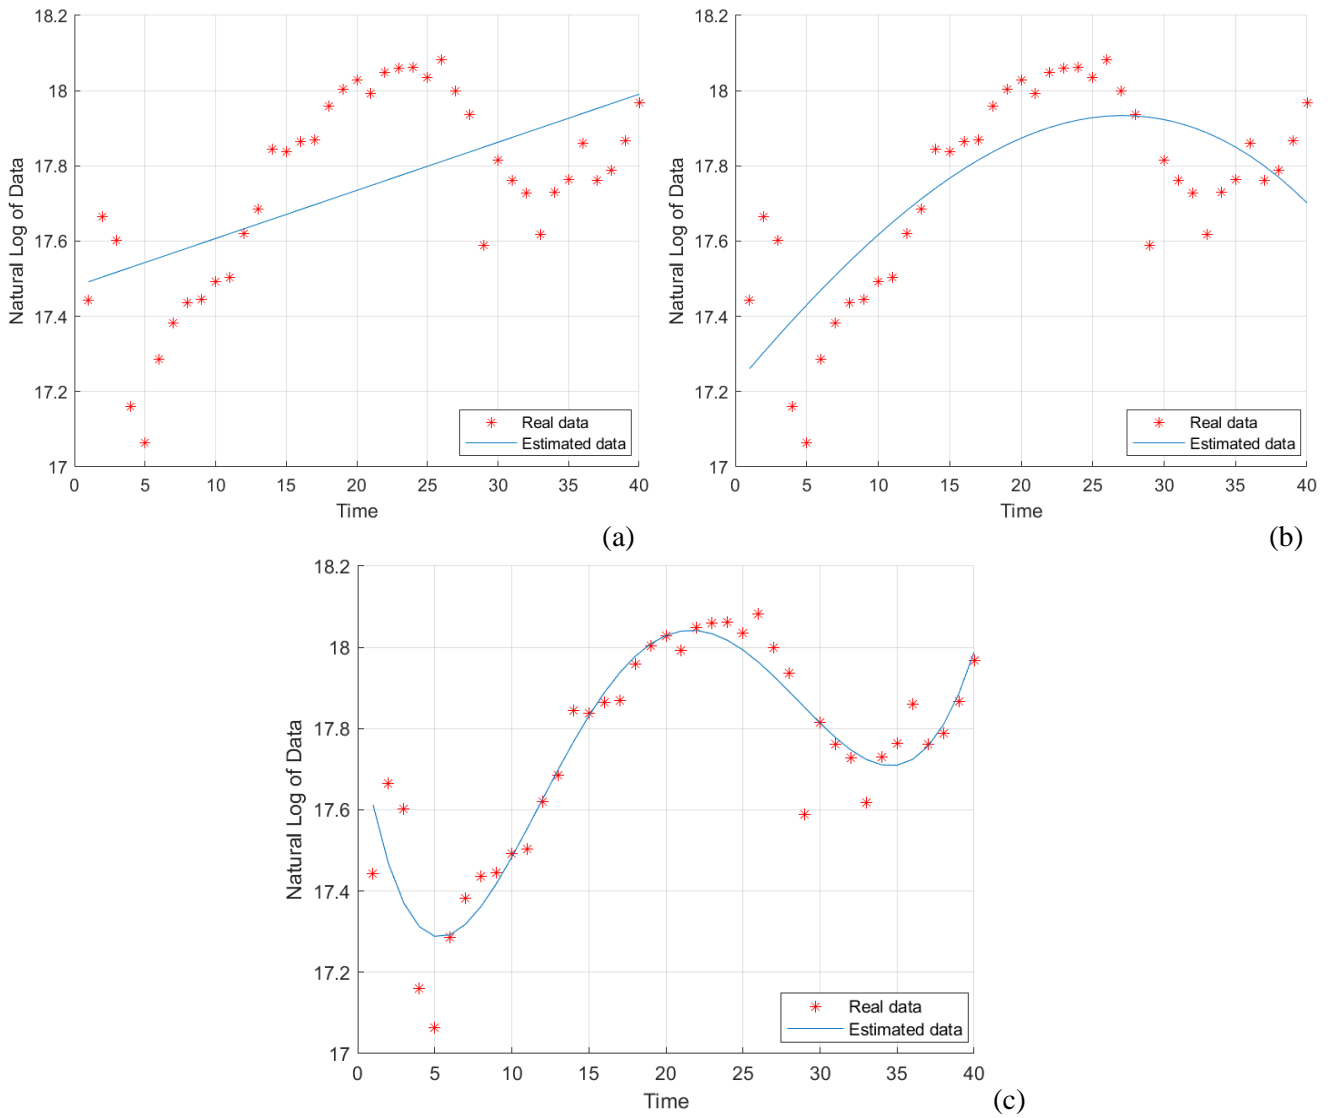 18.2
18
17.8
17.6
17.4
17.2
17
Natural Log of Data
0 5 10 15 20 25 30 35 40
Time
Real data
Estimated data
(a)
18.2
18
17.8
17.6
17.4
17.2
17
Natural Log of Data
0 5 10 15 20 25 30 35 40
Time
Real data
Estimated data
(b)
18.2
18
17.8
17.6
17.4
17.2
17
Natural Log of Data
0 5 10 15 20 25 30 35 40
Time
Real data
Estimated data
(c)